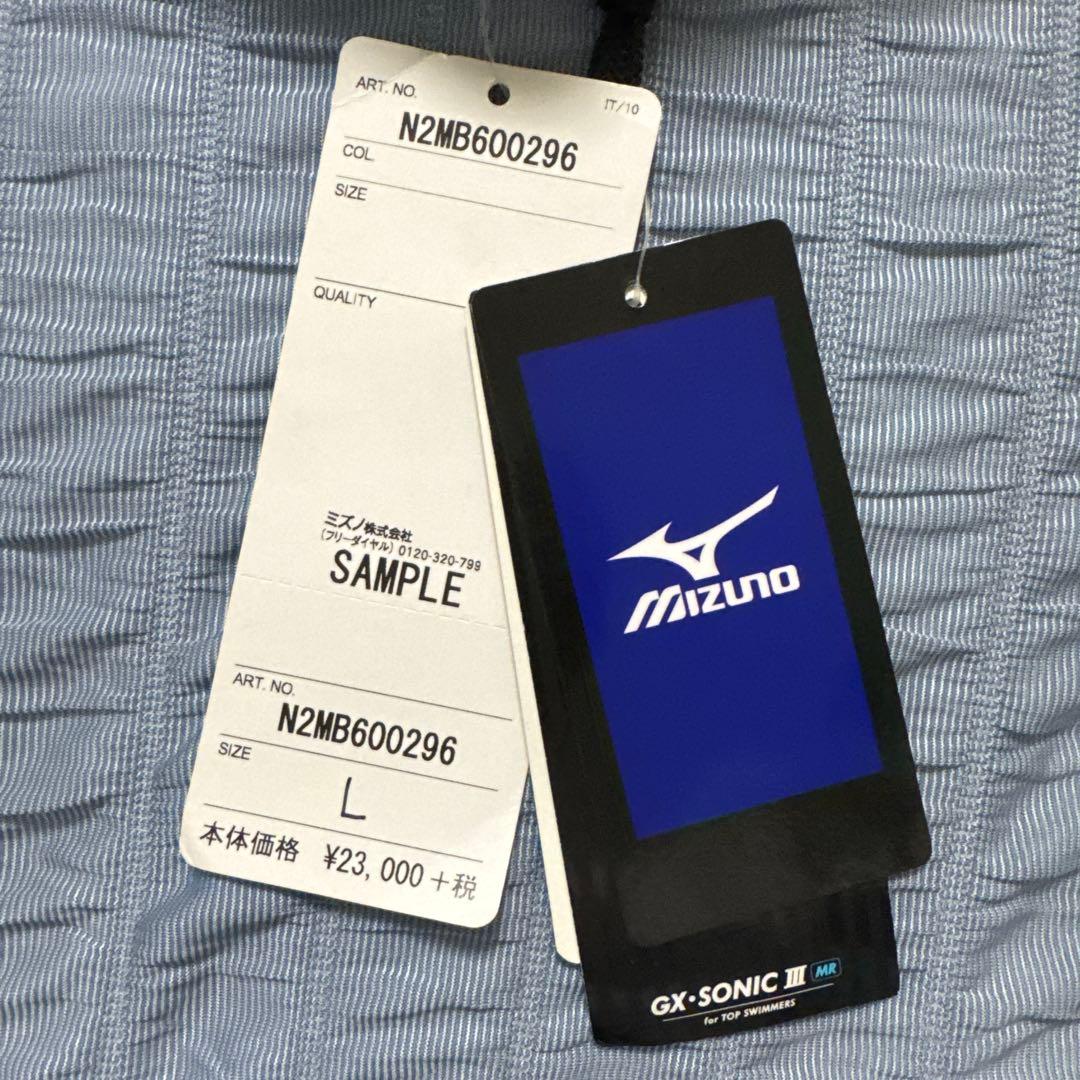 ART. NO.
IT/10
N2MB600296
COL.
SIZE
QUALITY
ミズノ株式会社
(フリーダイヤル) 0120-320-799
SAMPLE
ART. NO.
N2MB600296
SIZE
L
本体価格 ¥23,000+税
MIZUNO
GX·SONIC III MR
for TOP SWIMMERS